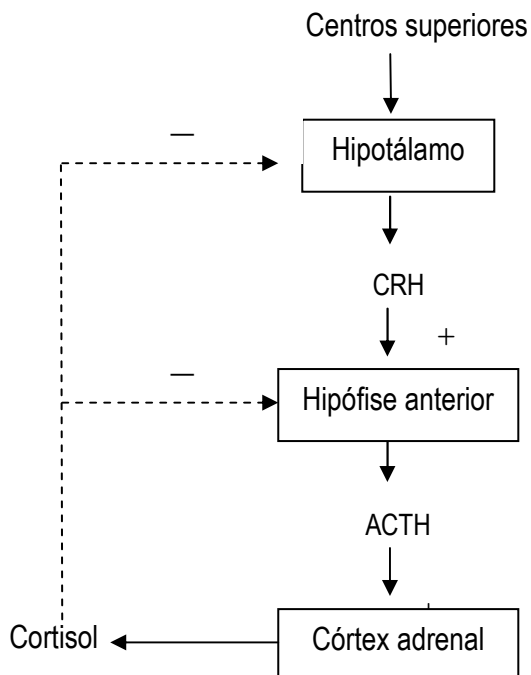 Centros superiores
—
Hipotálamo
CRH
+
—
Hipófise anterior
ACTH
Cortisol
Córtex adrenal